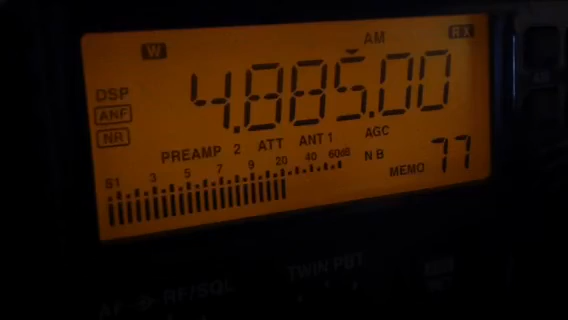 W AM RX
4.885.00
DSP
ANF
NR
PREAMP 2 ATT ANT 1 AGC
S1 3 5 7 9 20 40 60dB NB
MEMO 77
AF RF/SQL TWIN PBT